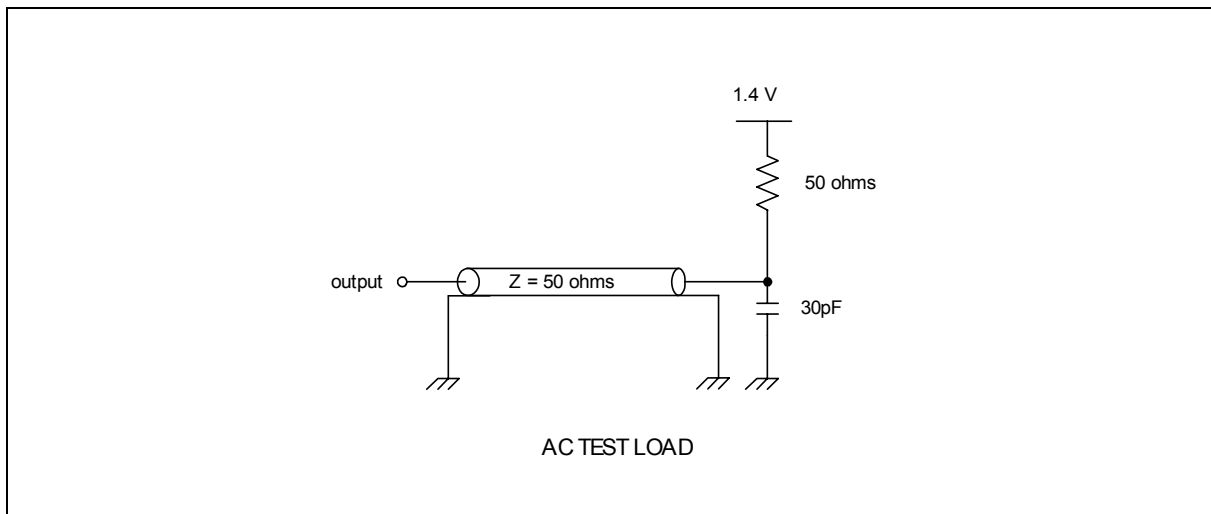 1.4 V
50 ohms
output
Z = 50 ohms
30pF
AC TEST LOAD